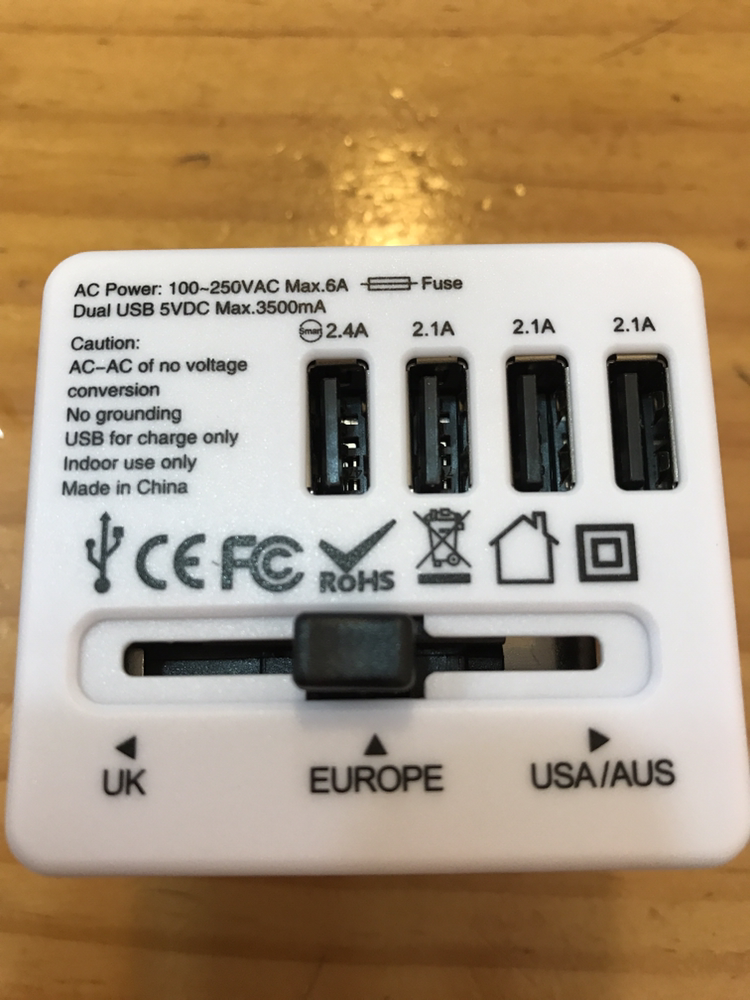 AC Power: 100~250VAC Max.6A Fuse
Dual USB 5VDC Max.3500mA
Smart 2.4A 2.1A 2.1A 2.1A
Caution:
AC-AC of no voltage
conversion
No grounding
USB for charge only
Indoor use only
Made in China
CE FC RoHS
UK EUROPE USA/AUS